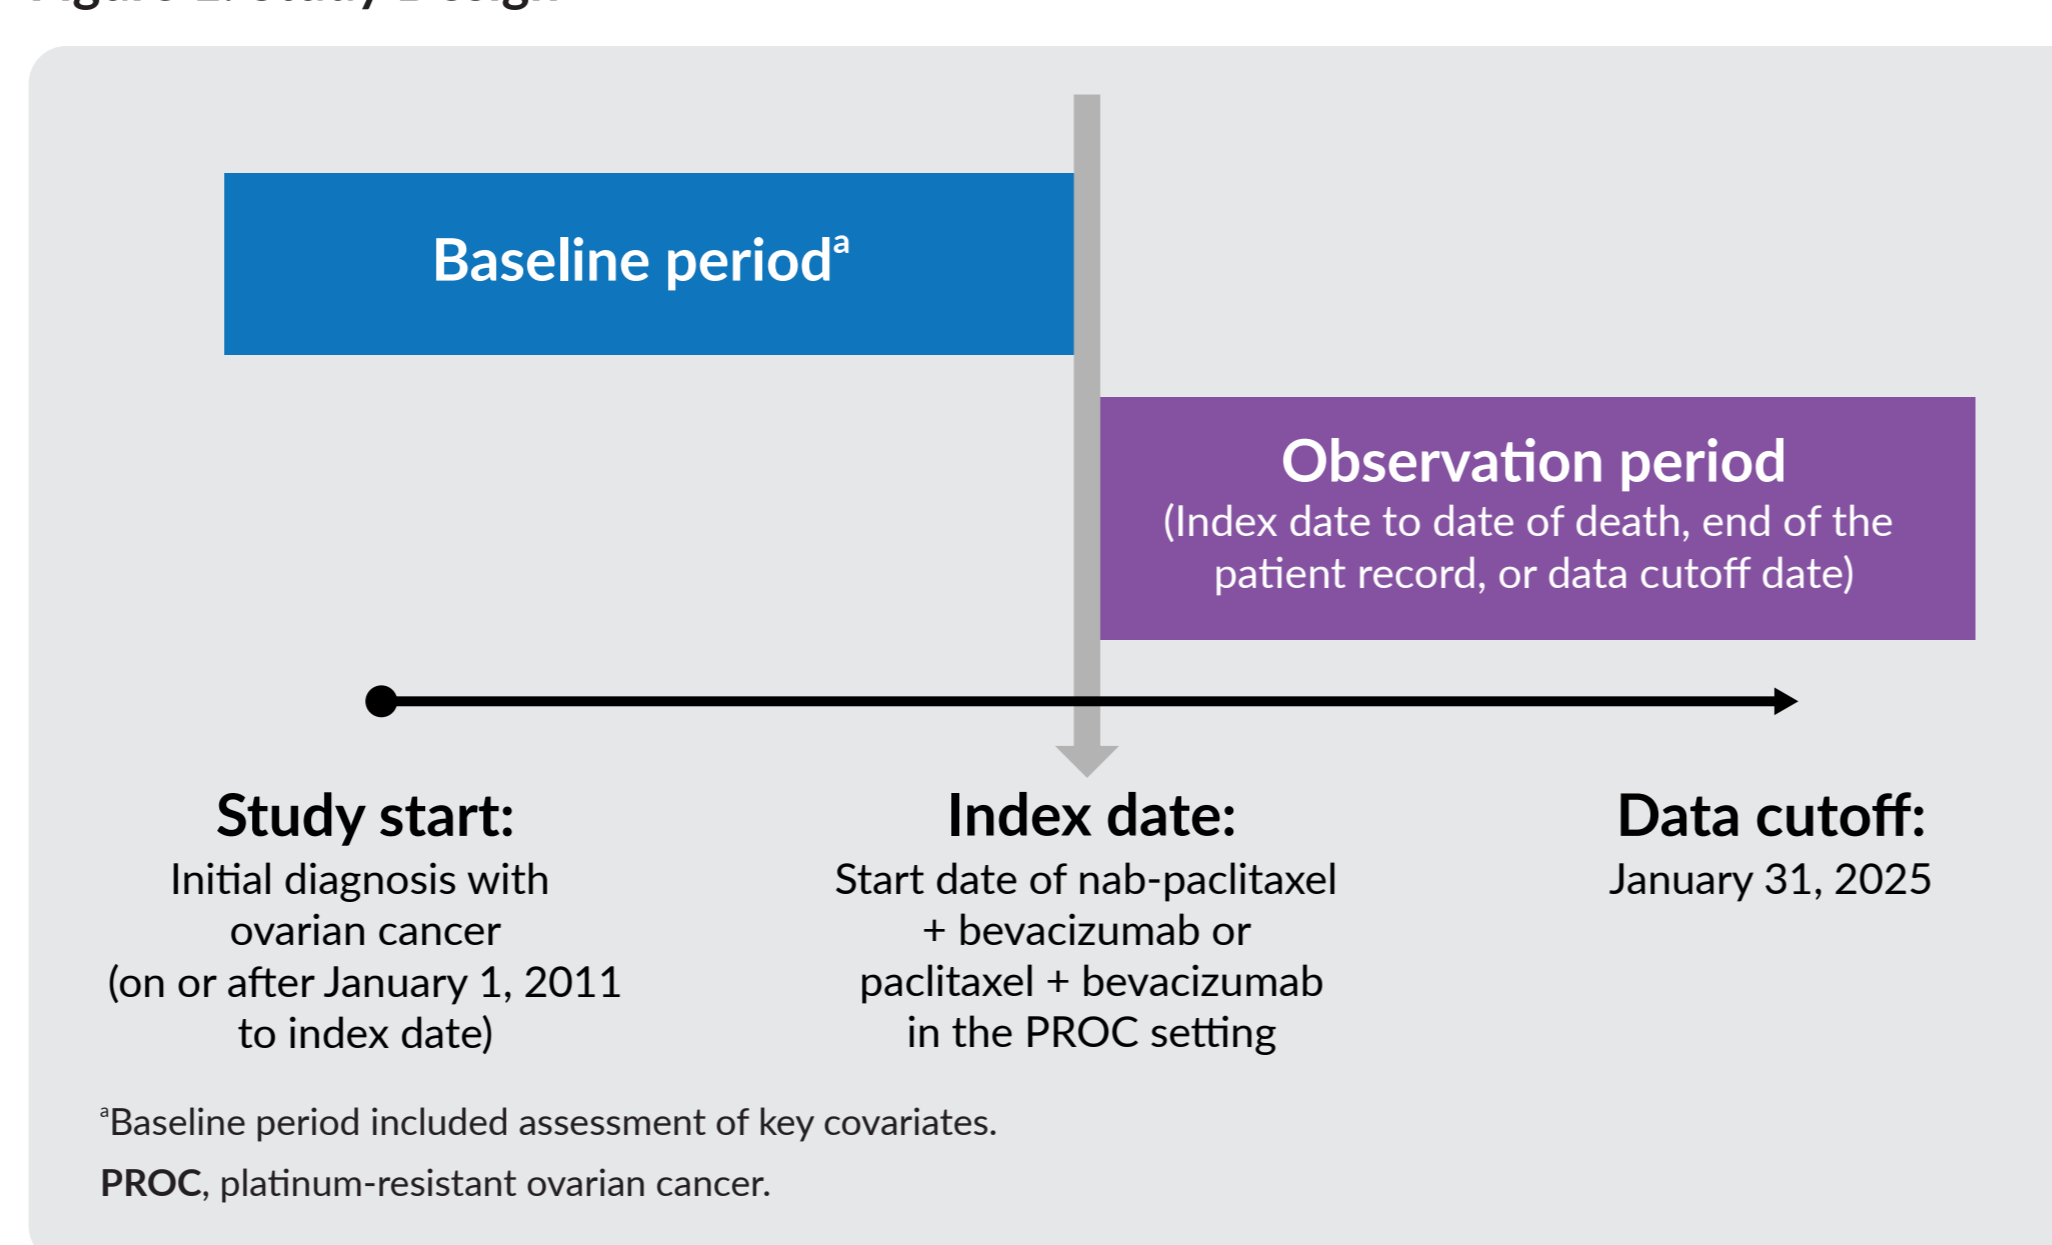 Baseline periodᵃ
Observation period
(Index date to date of death, end of the
patient record, or data cutoff date)
Study start:
Initial diagnosis with
ovarian cancer
(on or after January 1, 2011
to index date)
Index date:
Start date of nab-paclitaxel
+ bevacizumab or
paclitaxel + bevacizumab
in the PROC setting
Data cutoff:
January 31, 2025
ᵃBaseline period included assessment of key covariates.
PROC, platinum-resistant ovarian cancer.